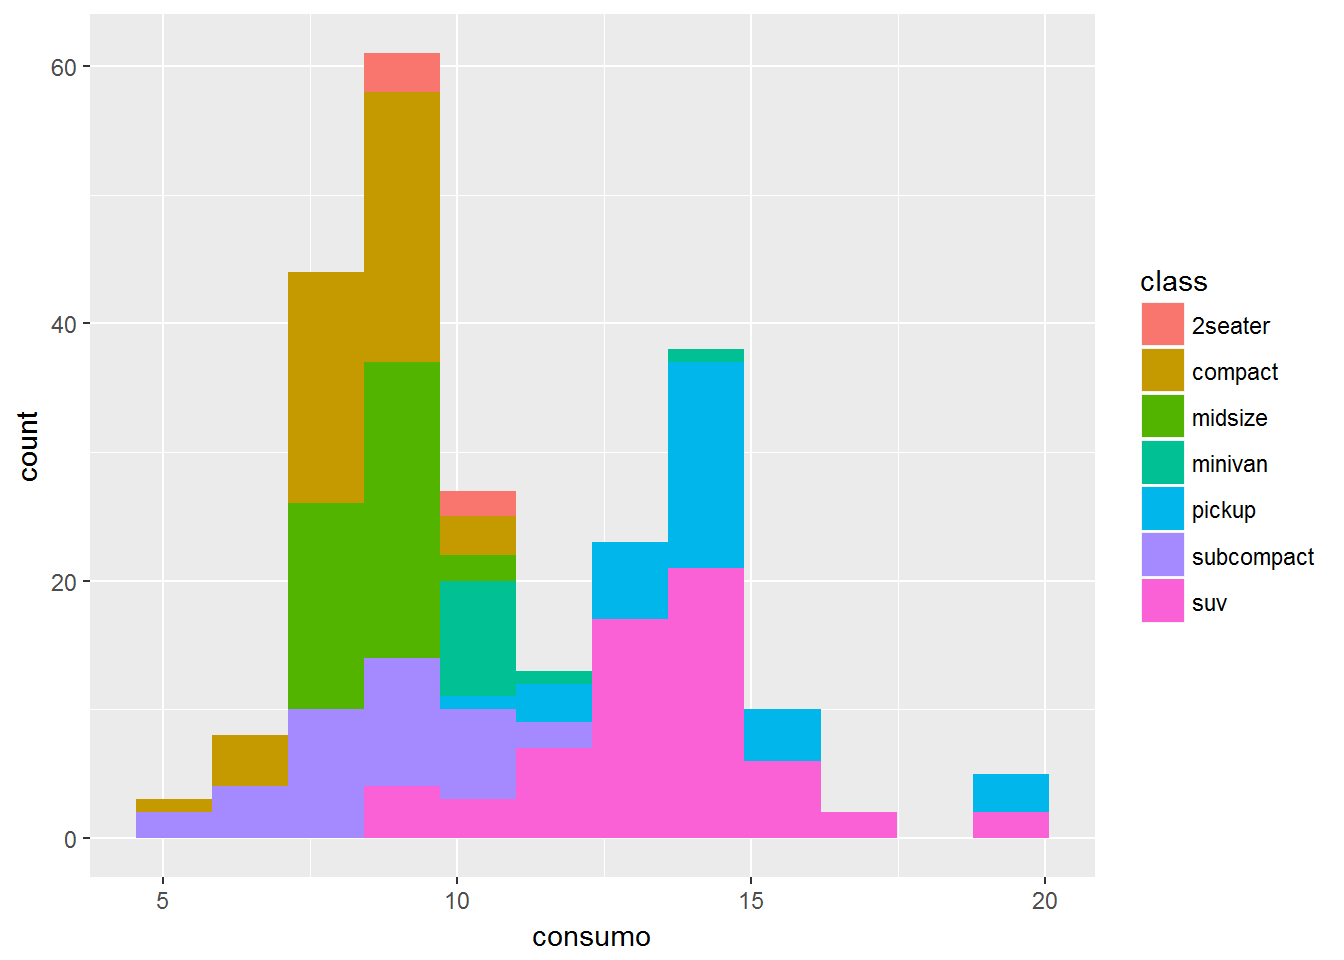 60
40
20
0
count
5
10
15
20
consumo
class
2seater
compact
midsize
minivan
pickup
subcompact
suv